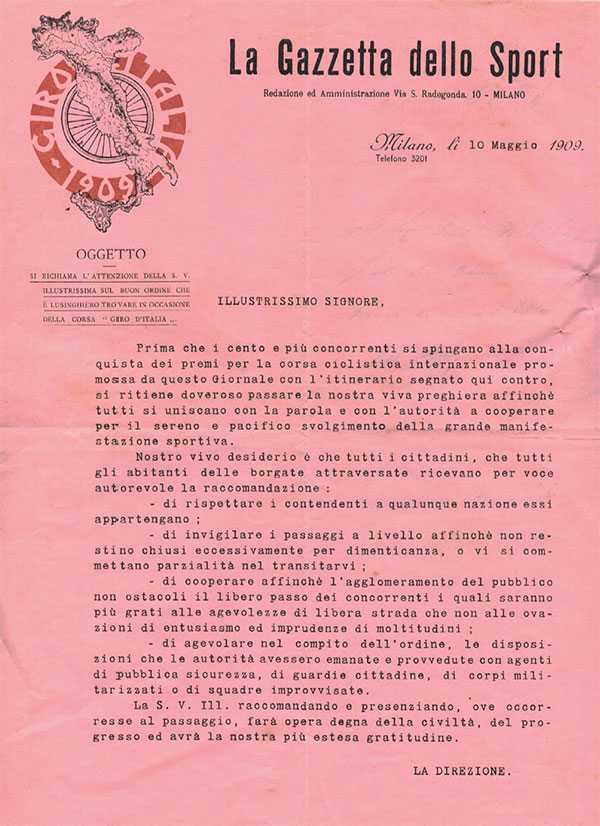 GIRO D'ITALIA
1909
La Gazzetta dello Sport
Redazione ed Amministrazione Via S. Radegonda, 10 - MILANO
Milano, li 10 Maggio 1909.
Telefono 3201
OGGETTO
SI RICHIAMA L'ATTENZIONE DELLA S. V.
ILLUSTRISSIMA SUL BUON ORDINE CHE
È LUSINGHIERO TROVARE IN OCCASIONE
DELLA CORSA " GIRO D'ITALIA „.
ILLUSTRISSIMO SIGNORE,
Prima che i cento e più concorrenti si spingano alla con-
quista dei premi per la corsa ciclistica internazionale pro-
mossa da questo Giornale con l'itinerario segnato qui contro,
si ritiene doveroso passare la nostra viva preghiera affinchè
tutti si uniscano con la parola e con l'autorità a cooperare
per il sereno e pacifico svolgimento della grande manife-
stazione sportiva.
Nostro vivo desiderio è che tutti i cittadini, che tutti
gli abitanti delle borgate attraversate ricevano per voce
autorevole la raccomandazione :
- di rispettare i contendenti a qualunque nazione essi
appartengano ;
- di invigilare i passaggi a livello affinchè non re-
stino chiusi eccessivamente per dimenticanza, o vi si com-
mettano parzialità nel transitarvi ;
- di cooperare affinchè l'agglomeramento del pubblico
non ostacoli il libero passo dei concorrenti i quali saranno
più grati alle agevolezze di libera strada che non alle ova-
zioni di entusiasmo ed imprudenze di moltitudini ;
- di agevolare nel compito dell'ordine, le disposi-
zioni che le autorità avessero emanate e provvedute con agenti
di pubblica sicurezza, di guardie cittadine, di corpi mili-
tarizzati o di squadre improvvisate.
La S. V. Ill. raccomandando e presenziando, ove occor-
resse al passaggio, farà opera degna della civiltà, del pro-
gresso ed avrà la nostra più estesa gratitudine.
LA DIREZIONE.